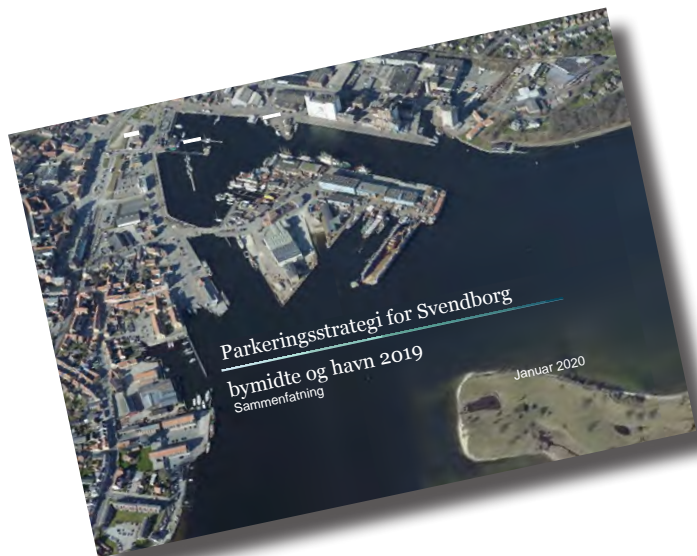 Parkeringsstrategi for Svendborg
bymidte og havn 2019
Sammenfatning
Januar 2020